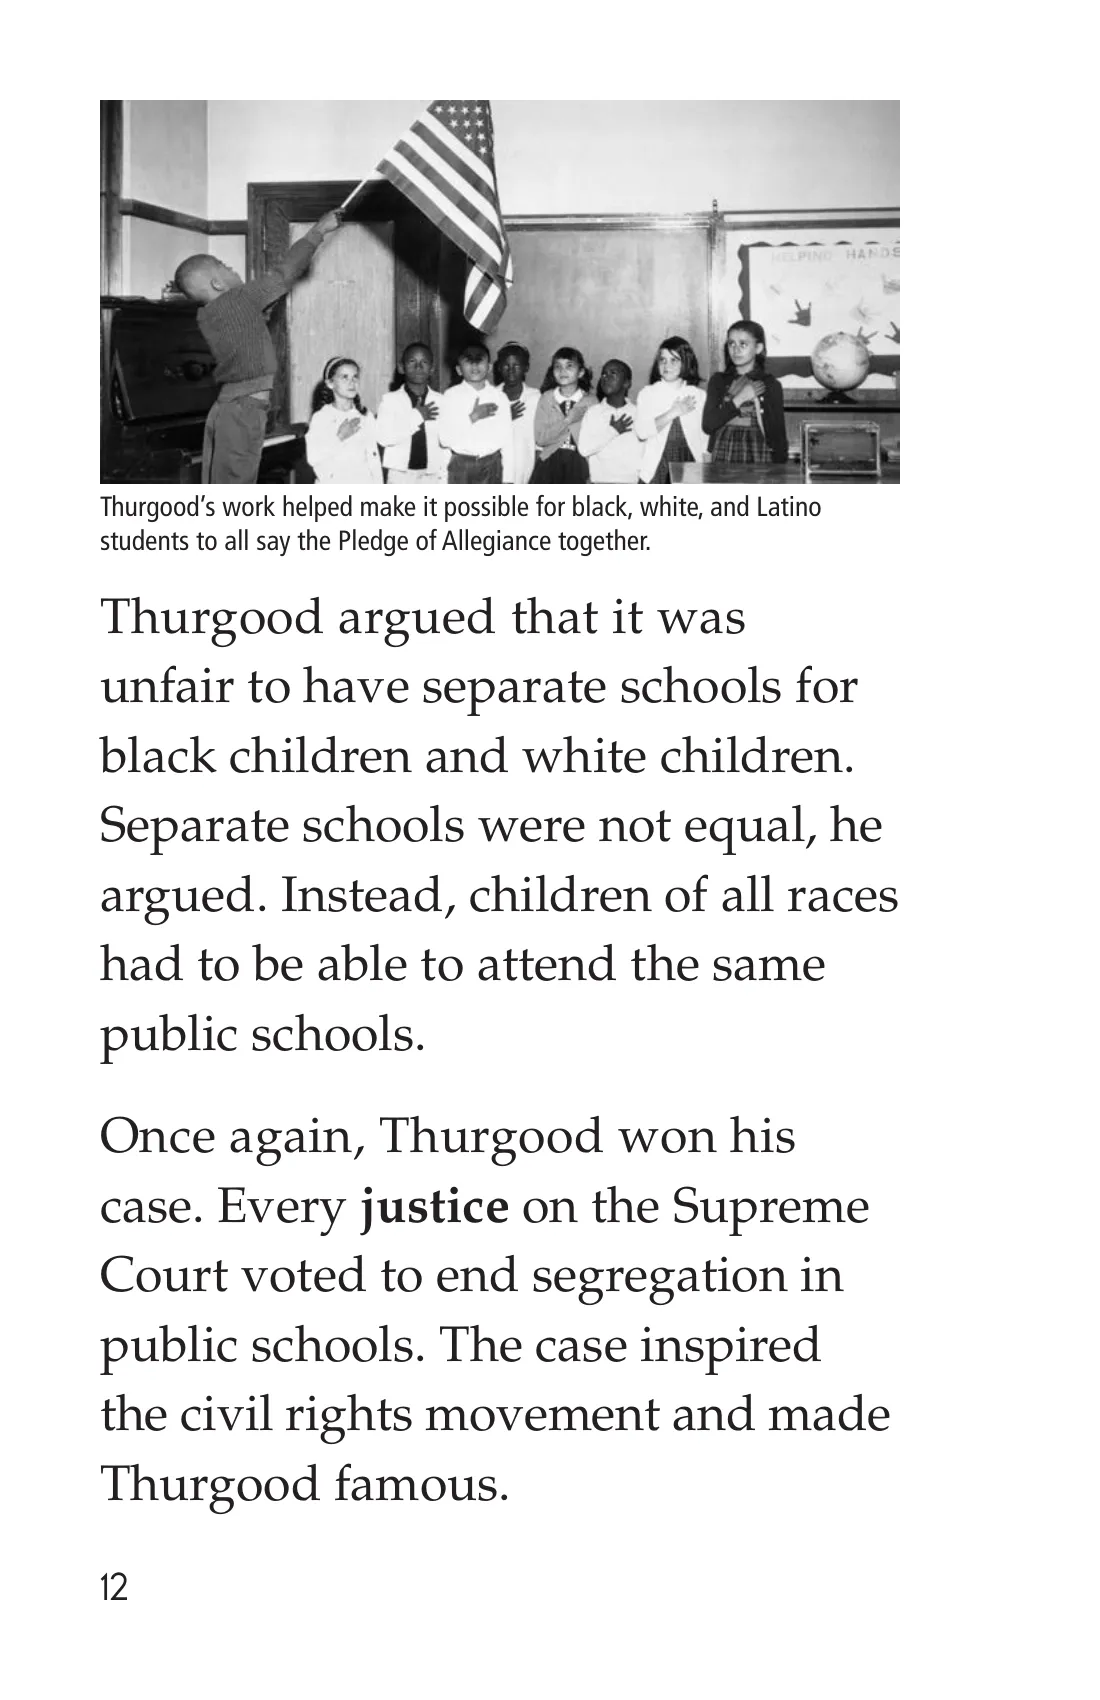 HELPING HANDS
Thurgood’s work helped make it possible for black, white, and Latino
students to all say the Pledge of Allegiance together.
Thurgood argued that it was
unfair to have separate schools for
black children and white children.
Separate schools were not equal, he
argued. Instead, children of all races
had to be able to attend the same
public schools.
Once again, Thurgood won his
case. Every justice on the Supreme
Court voted to end segregation in
public schools. The case inspired
the civil rights movement and made
Thurgood famous.
12